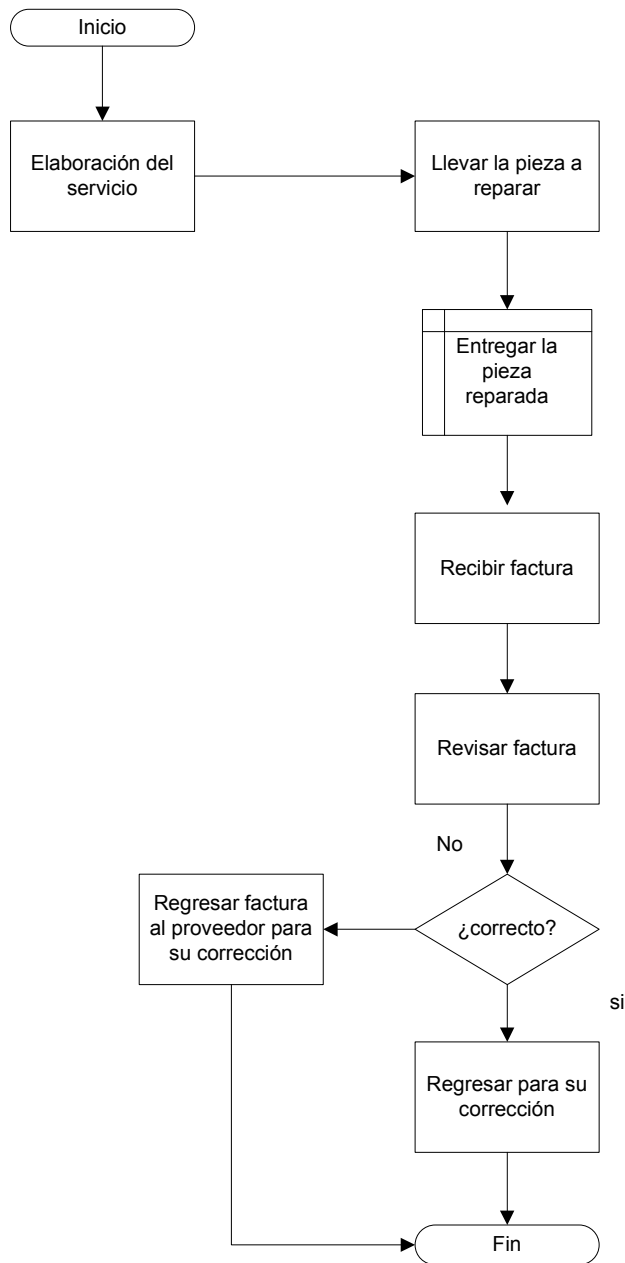 Inicio
Elaboración del
servicio
Llevar la pieza a
reparar
Entregar la
pieza
reparada
Recibir factura
Revisar factura
No
¿correcto?
Regresar factura
al proveedor para
su corrección
si
Regresar para su
corrección
Fin